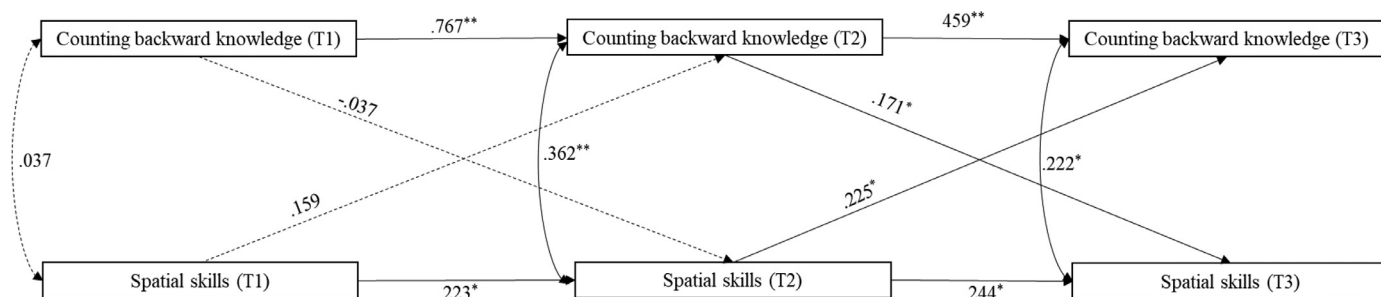 .767**
459**
Counting backward knowledge (T1)
Counting backward knowledge (T2)
Counting backward knowledge (T3)
-.037
.171*
.037
.362**
.222*
.159
.225*
Spatial skills (T1)
Spatial skills (T2)
Spatial skills (T3)
.223*
.244*